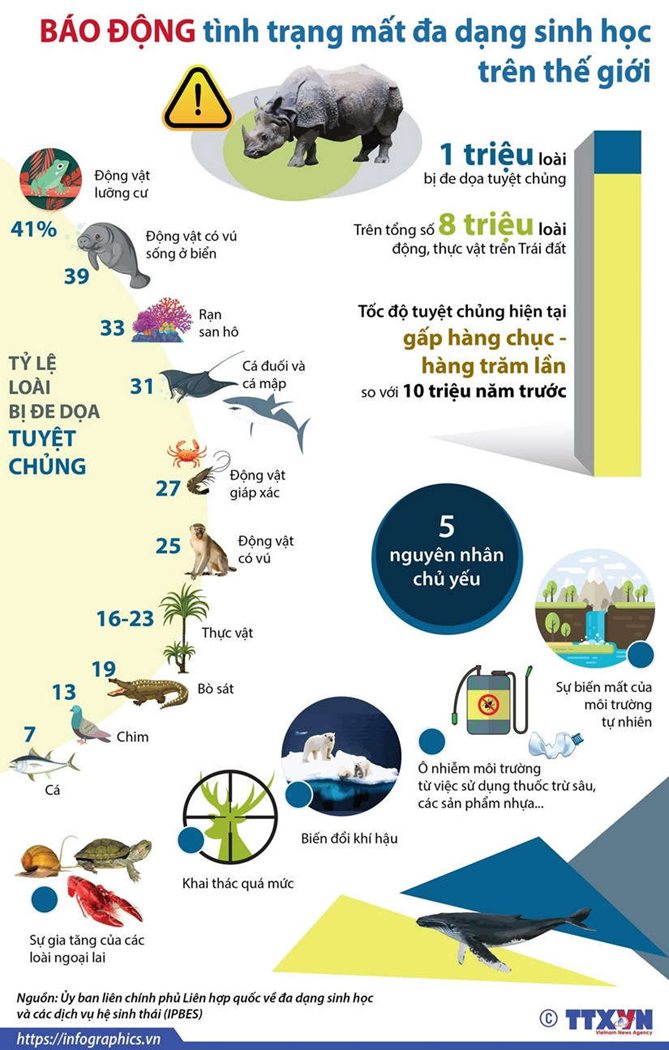 BÁO ĐỘNG tình trạng mất đa dạng sinh học
trên thế giới
1 triệu loài
bị đe dọa tuyệt chủng
Trên tổng số 8 triệu loài
động, thực vật trên Trái đất
Tốc độ tuyệt chủng hiện tại
gấp hàng chục -
hàng trăm lần
so với 10 triệu năm trước
TỶ LỆ
LOÀI
BỊ ĐE DỌA
TUYỆT
CHỦNG
Động vật
lưỡng cư
41%
Động vật có vú
sống ở biển
39
Rạn
san hô
33
Cá đuối và
cá mập
31
Động vật
giáp xác
27
Động vật
có vú
25
16-23
Thực vật
19
Bò sát
13
Chim
7
Cá
5
nguyên nhân
chủ yếu
Sự biến mất của
môi trường
tự nhiên
Ô nhiễm môi trường
từ việc sử dụng thuốc trừ sâu,
các sản phẩm nhựa...
Biến đổi khí hậu
Khai thác quá mức
Sự gia tăng của các
loài ngoại lai
Nguồn: Ủy ban liên chính phủ Liên hợp quốc về đa dạng sinh học
và các dịch vụ hệ sinh thái (IPBES)
© TTXVN
Vietnam News Agency
https://infographics.vn